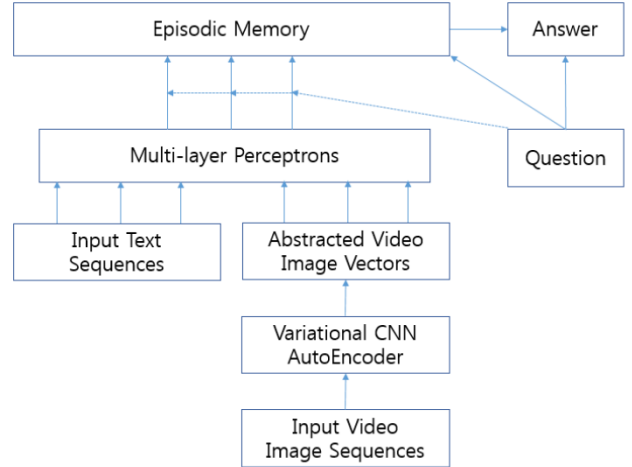 Episodic Memory
Answer
Multi-layer Perceptrons
Question
Input Text
Sequences
Abstracted Video
Image Vectors
Variational CNN
AutoEncoder
Input Video
Image Sequences